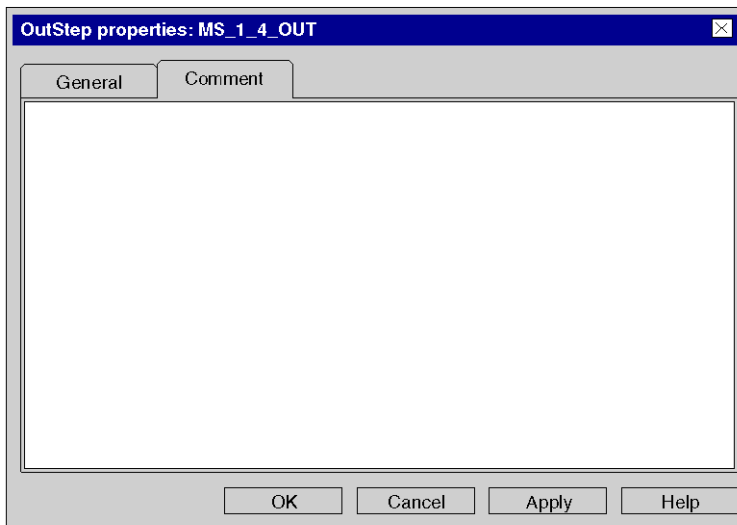 OutStep properties: MS_1_4_OUT
General Comment
OK Cancel Apply Help